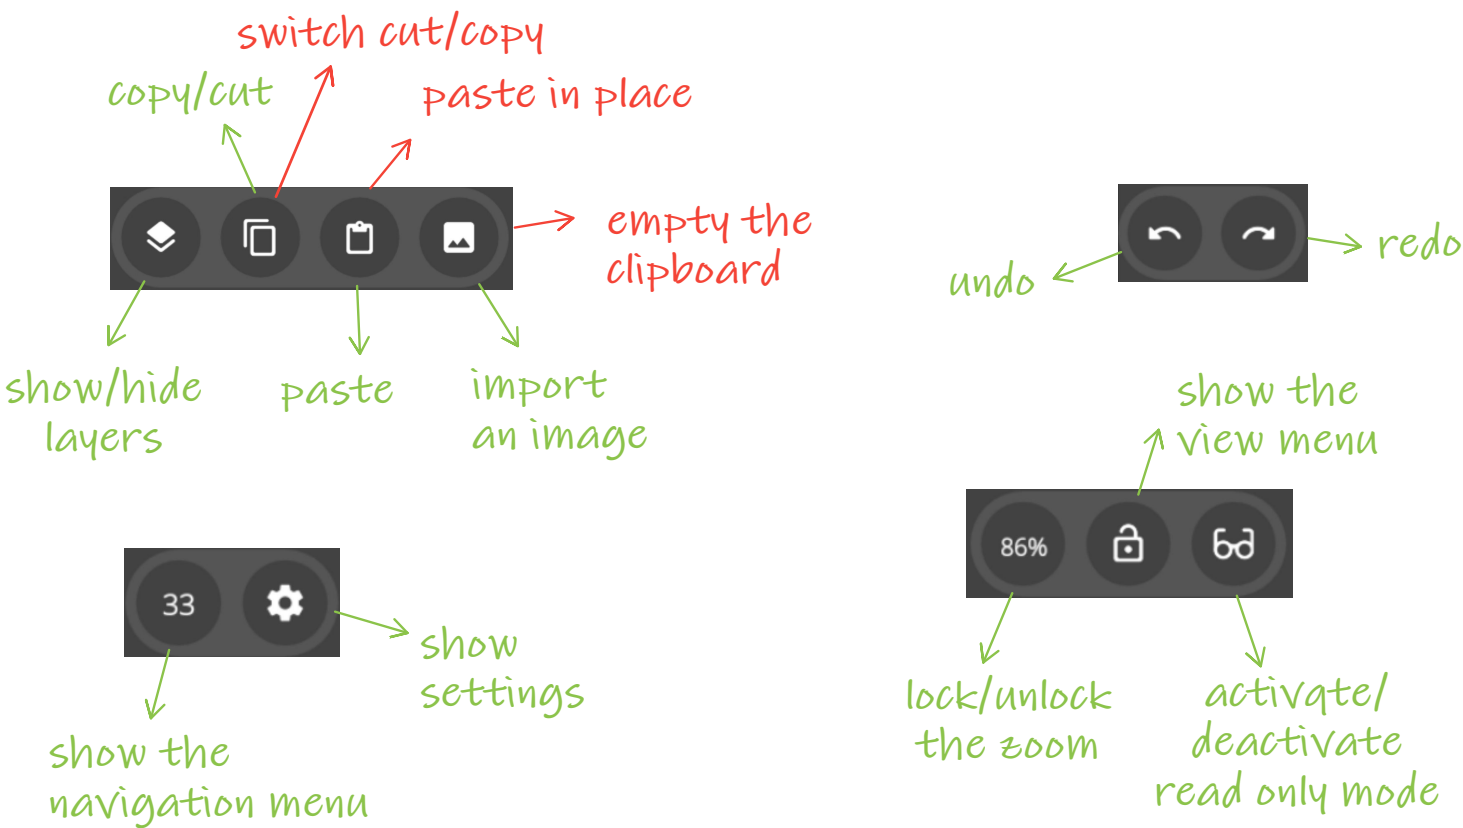 switch cut/copy
copy/cut
paste in place
empty the
clipboard
show/hide
layers
paste
import
an image
undo
redo
show the
view menu
86%
33
show
settings
show the
navigation menu
lock/unlock
the zoom
activate/
deactivate
read only mode